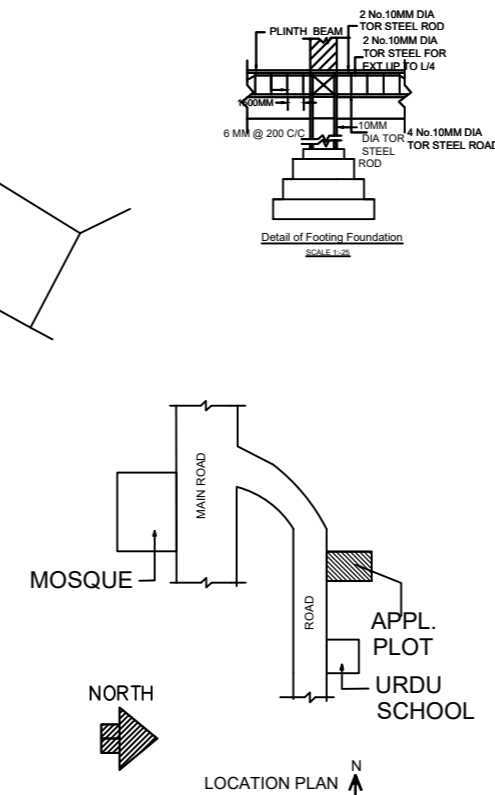 2 No.10MM DIA
TOR STEEL ROD
PLINTH BEAM
2 No.10MM DIA
TOR STEEL FOR
EXT UP TO L/4
1500MM
6 MM @ 200 C/C
10MM
DIA TOR
STEEL
ROD
4 No.10MM DIA
TOR STEEL ROAD
Detail of Footing Foundation
SCALE 1:-25
MAIN ROAD
MOSQUE
ROAD
APPL.
PLOT
URDU
SCHOOL
NORTH
LOCATION PLAN
N